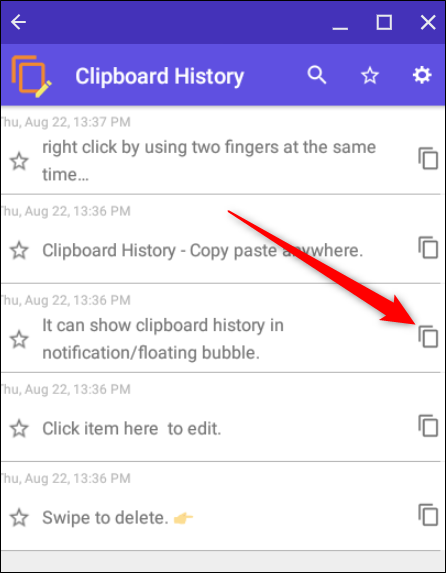 Clipboard History
Thu, Aug 22, 13:37 PM
right click by using two fingers at the same
time...
Thu, Aug 22, 13:36 PM
Clipboard History - Copy paste anywhere.
Thu, Aug 22, 13:36 PM
It can show clipboard history in
notification/floating bubble.
Thu, Aug 22, 13:36 PM
Click item here to edit.
Thu, Aug 22, 13:36 PM
Swipe to delete. 👉